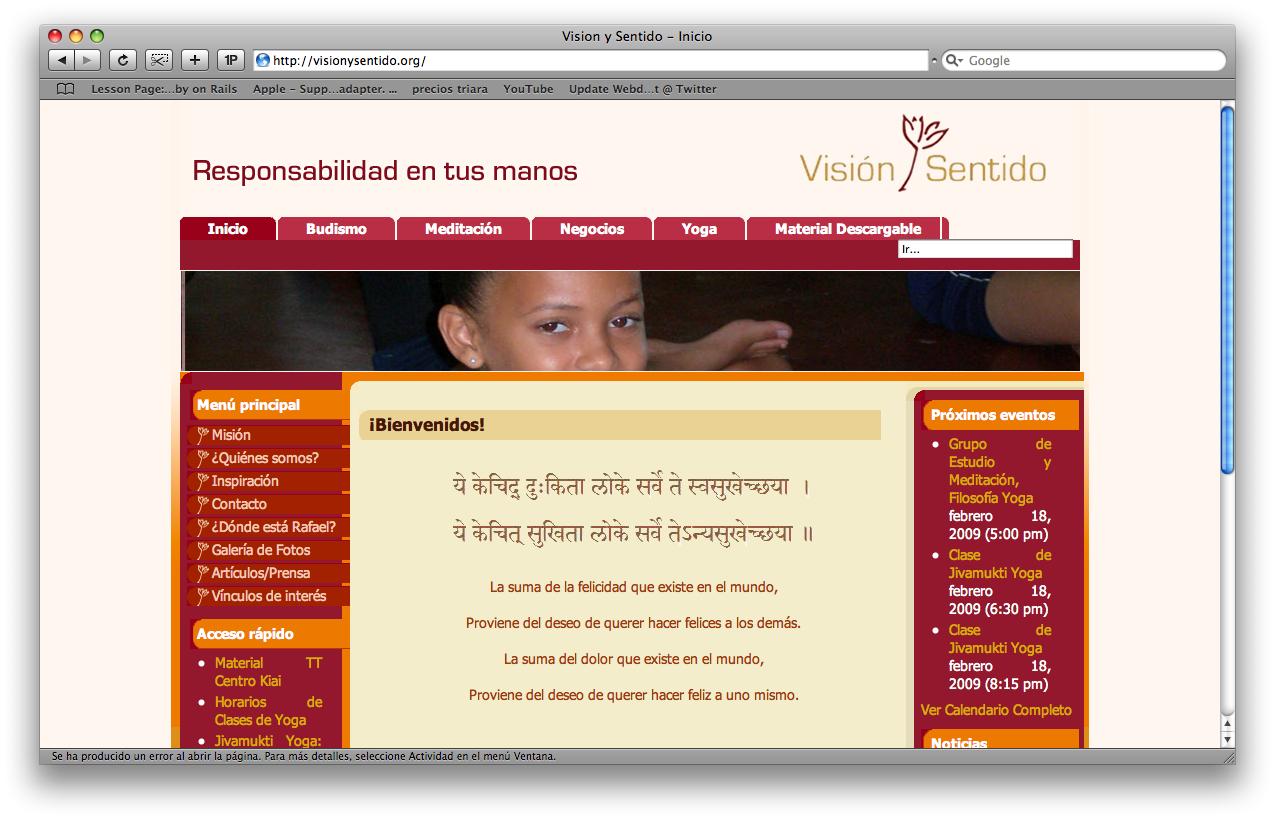 Vision y Sentido – Inicio
1P
http://visionysentido.org/
Google
Lesson Page:...by on Rails
Apple – Supp...adapter. ...
precios triara
YouTube
Update Webd...t @ Twitter
Responsabilidad en tus manos
Visión Sentido
Inicio
Budismo
Meditación
Negocios
Yoga
Material Descargable
Ir...
Menú principal
Misión
¿Quiénes somos?
Inspiración
Contacto
¿Dónde está Rafael?
Galería de Fotos
Artículos/Prensa
Vínculos de interés
Acceso rápido
Material TT
Centro Kiai
Horarios de
Clases de Yoga
Jivamukti Yoga:
¡Bienvenidos!
ये केचिद् दुःकिता लोके सर्वे ते स्वसुखेच्छया ।
ये केचित् सुखिता लोके सर्वे तेऽन्यसुखेच्छया ॥
La suma de la felicidad que existe en el mundo,
Proviene del deseo de querer hacer felices a los demás.
La suma del dolor que existe en el mundo,
Proviene del deseo de querer hacer feliz a uno mismo.
Próximos eventos
Grupo de
Estudio y
Meditación,
Filosofía Yoga
febrero 18,
2009 (5:00 pm)
Clase de
Jivamukti Yoga
febrero 18,
2009 (6:30 pm)
Clase de
Jivamukti Yoga
febrero 18,
2009 (8:15 pm)
Ver Calendario Completo
Noticias
Se ha producido un error al abrir la página. Para más detalles, seleccione Actividad en el menú Ventana.